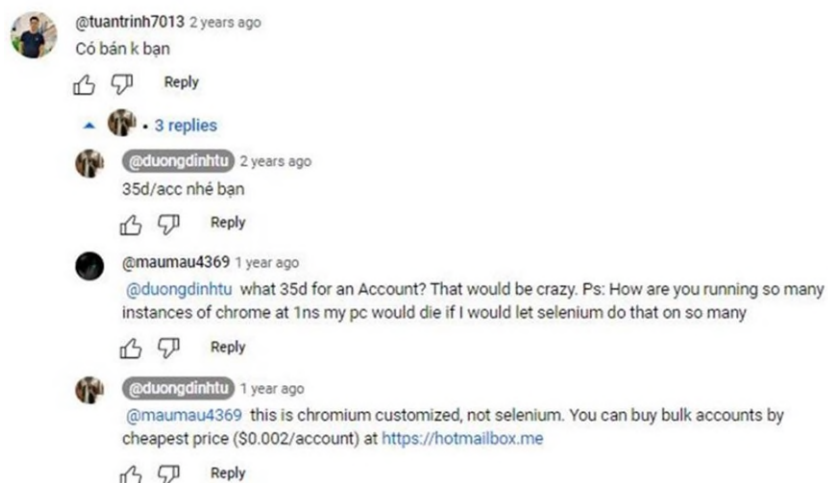 @tuantrinh7013 2 years ago
Có bán k bạn
Reply
• 3 replies
@duongdinhtu 2 years ago
35d/acc nhé bạn
Reply
@maumau4369 1 year ago
@duongdinhtu what 35d for an Account? That would be crazy. Ps: How are you running so many
instances of chrome at 1ns my pc would die if I would let selenium do that on so many
Reply
@duongdinhtu 1 year ago
@maumau4369 this is chromium customized, not selenium. You can buy bulk accounts by
cheapest price ($0.002/account) at https://hotmailbox.me
Reply